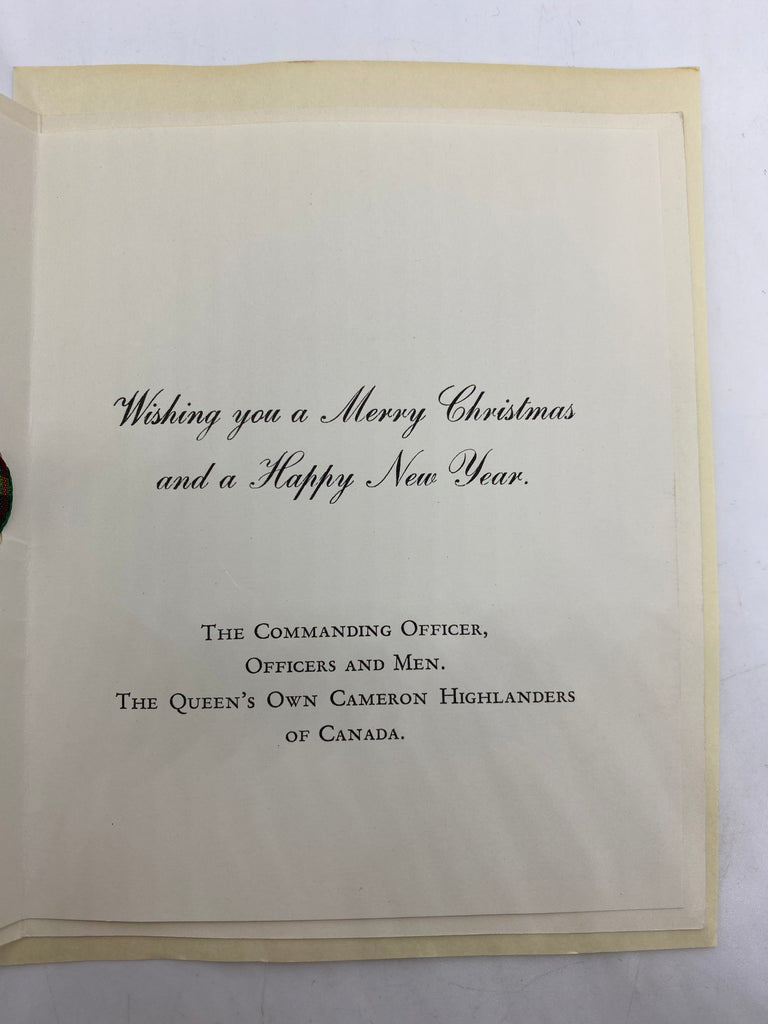 Wishing you a Merry Christmas
and a Happy New Year.
The Commanding Officer,
Officers and Men.
The Queen's Own Cameron Highlanders
of Canada.